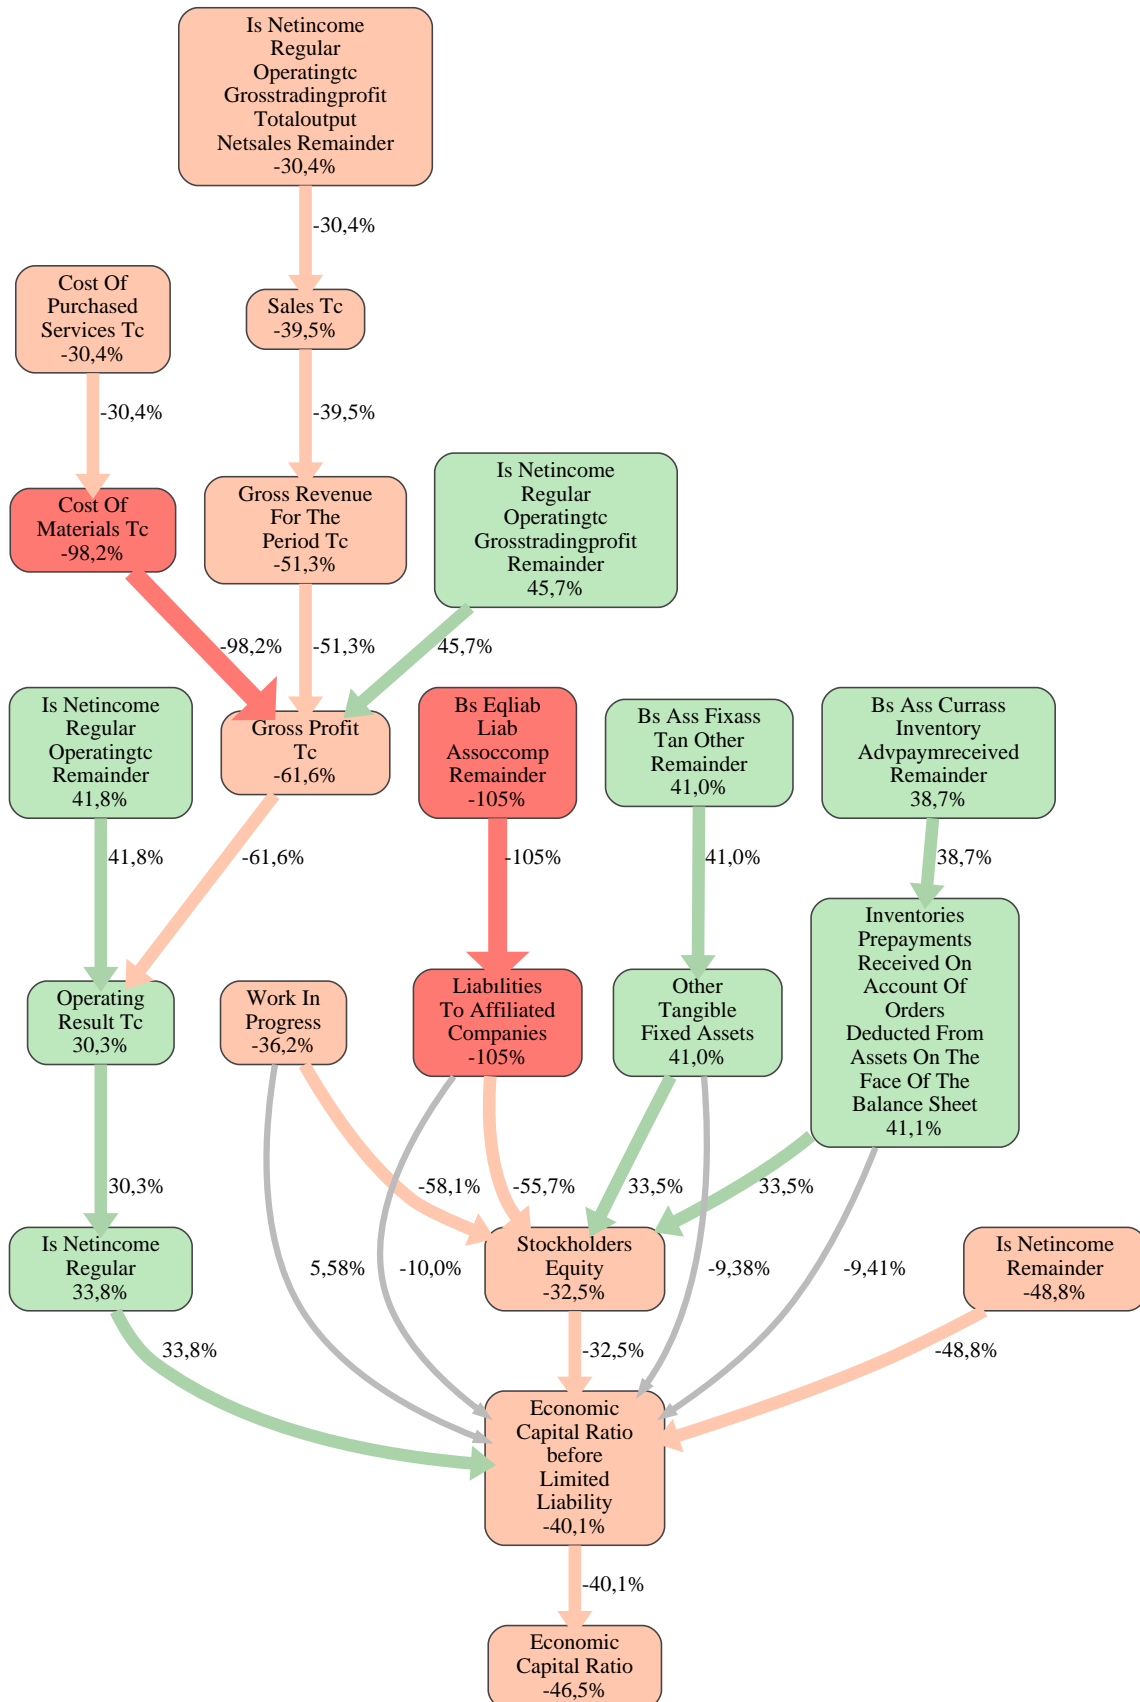 Is Netincome
Regular
Operatingtc
Grosstradingprofit
Totaloutput
Netsales Remainder
-30,4%
-30,4%
Cost Of
Purchased
Services Tc
-30,4%
Sales Tc
-39,5%
-30,4%
-39,5%
Cost Of
Materials Tc
-98,2%
Gross Revenue
For The
Period Tc
-51,3%
Is Netincome
Regular
Operatingtc
Grosstradingprofit
Remainder
45,7%
-98,2%
-51,3%
45,7%
Is Netincome
Regular
Operatingtc
Remainder
41,8%
Gross Profit
Tc
-61,6%
Bs Eqliab
Liab
Assoccomp
Remainder
-105%
Bs Ass Fixass
Tan Other
Remainder
41,0%
Bs Ass Currass
Inventory
Advpaymreceived
Remainder
38,7%
41,8%
-61,6%
-105%
41,0%
38,7%
Operating
Result Tc
30,3%
Work In
Progress
-36,2%
Liabilities
To Affiliated
Companies
-105%
Other
Tangible
Fixed Assets
41,0%
Inventories
Prepayments
Received On
Account Of
Orders
Deducted From
Assets On The
Face Of The
Balance Sheet
41,1%
30,3%
-58,1%
-55,7%
33,5%
33,5%
Is Netincome
Regular
33,8%
5,58%
-10,0%
Stockholders
Equity
-32,5%
-9,38%
-9,41%
Is Netincome
Remainder
-48,8%
33,8%
-32,5%
-48,8%
Economic
Capital Ratio
before
Limited
Liability
-40,1%
-40,1%
Economic
Capital Ratio
-46,5%